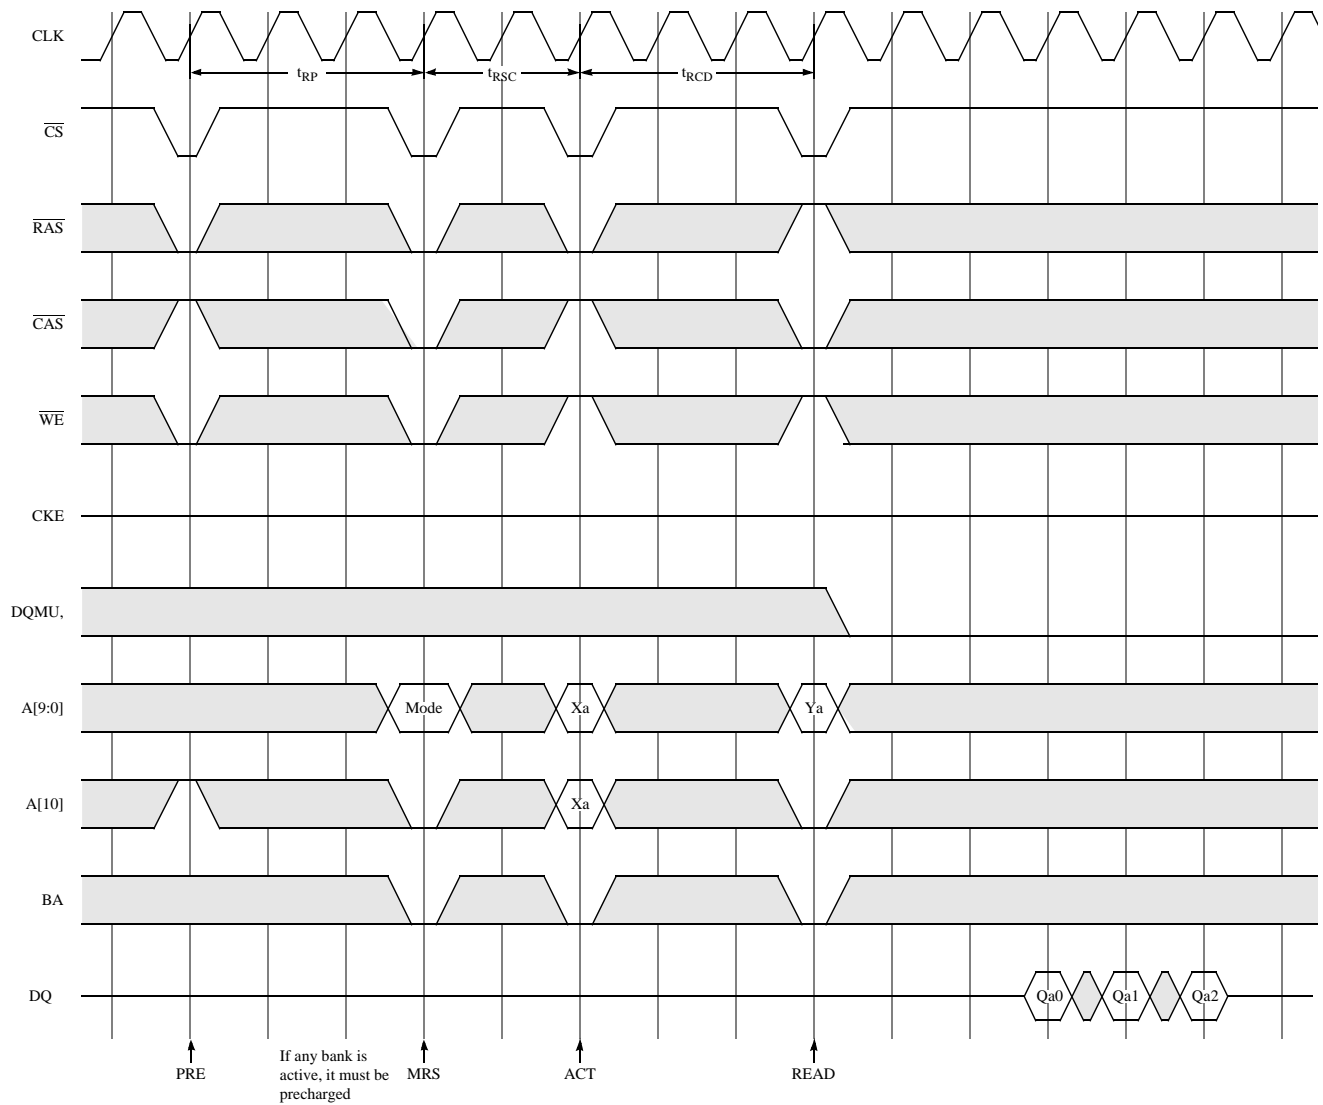 CLK
tRP
tRSC
tRCD
CS
RAS
CAS
WE
CKE
DQMU,
A[9:0]
Mode
Xa
Ya
A[10]
Xa
BA
DQ
Qa0
Qa1
Qa2
PRE
If any bank is
active, it must be
precharged
MRS
ACT
READ